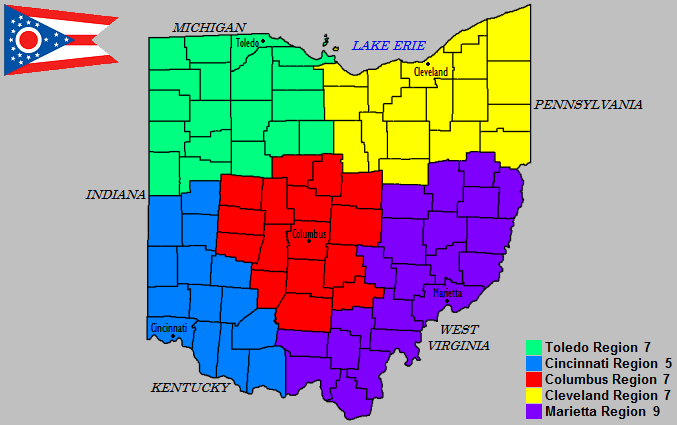 MICHIGAN
Toledo
LAKE ERIE
Cleveland
PENNSYLVANIA
INDIANA
Columbus
Marietta
Cincinnati
WEST
VIRGINIA
KENTUCKY
Toledo Region 7
Cincinnati Region 5
Columbus Region 7
Cleveland Region 7
Marietta Region 9